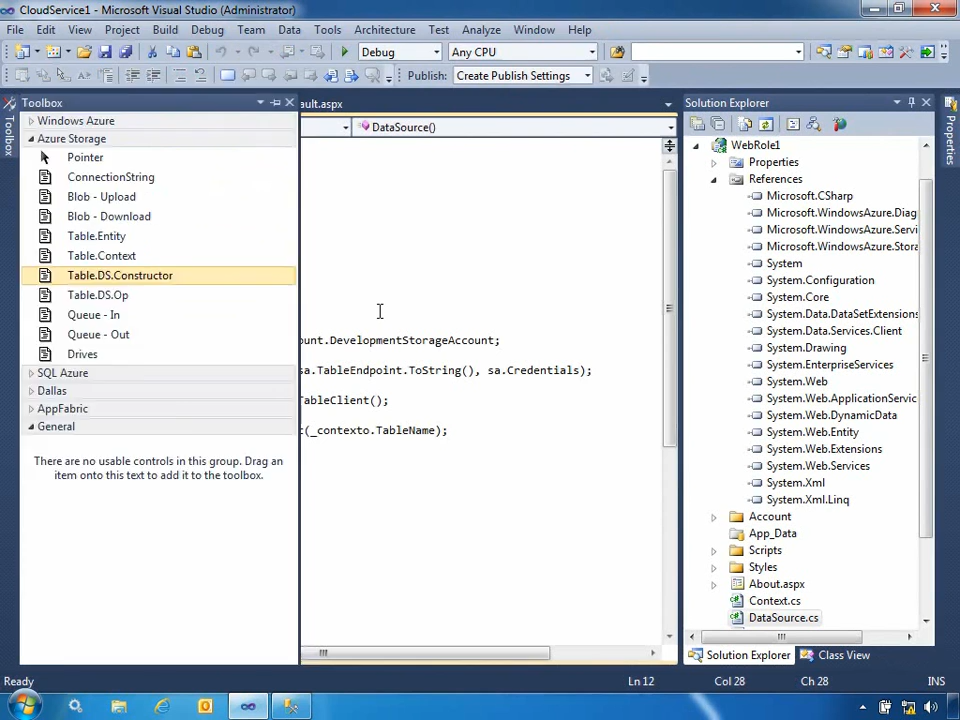 CloudService1 - Microsoft Visual Studio (Administrator)
File Edit View Project Build Debug Team Data Tools Architecture Test Analyze Window Help
Debug Any CPU
Publish: Create Publish Settings
Toolbox
ault.aspx
Solution Explorer
Toolbox
Properties
Windows Azure
Azure Storage
Pointer
ConnectionString
Blob - Upload
Blob - Download
Table.Entity
Table.Context
Table.DS.Constructor
Table.DS.Op
Queue - In
Queue - Out
Drives
SQL Azure
Dallas
AppFabric
General
There are no usable controls in this group. Drag an
item onto this text to add it to the toolbox.
DataSource()
ount.DevelopmentStorageAccount;
sa.TableEndpoint.ToString(), sa.Credentials);
TableClient();
t(_contexto.TableName);
WebRole1
Properties
References
Microsoft.CSharp
Microsoft.WindowsAzure.Diag
Microsoft.WindowsAzure.Servi
Microsoft.WindowsAzure.Stora
System
System.Configuration
System.Core
System.Data.DataSetExtensions
System.Data.Services.Client
System.Drawing
System.EnterpriseServices
System.Web
System.Web.ApplicationServic
System.Web.DynamicData
System.Web.Entity
System.Web.Extensions
System.Web.Services
System.Xml
System.Xml.Linq
Account
App_Data
Scripts
Styles
About.aspx
Context.cs
DataSource.cs
Solution Explorer Class View
Ready Ln 12 Col 28 Ch 28 INS